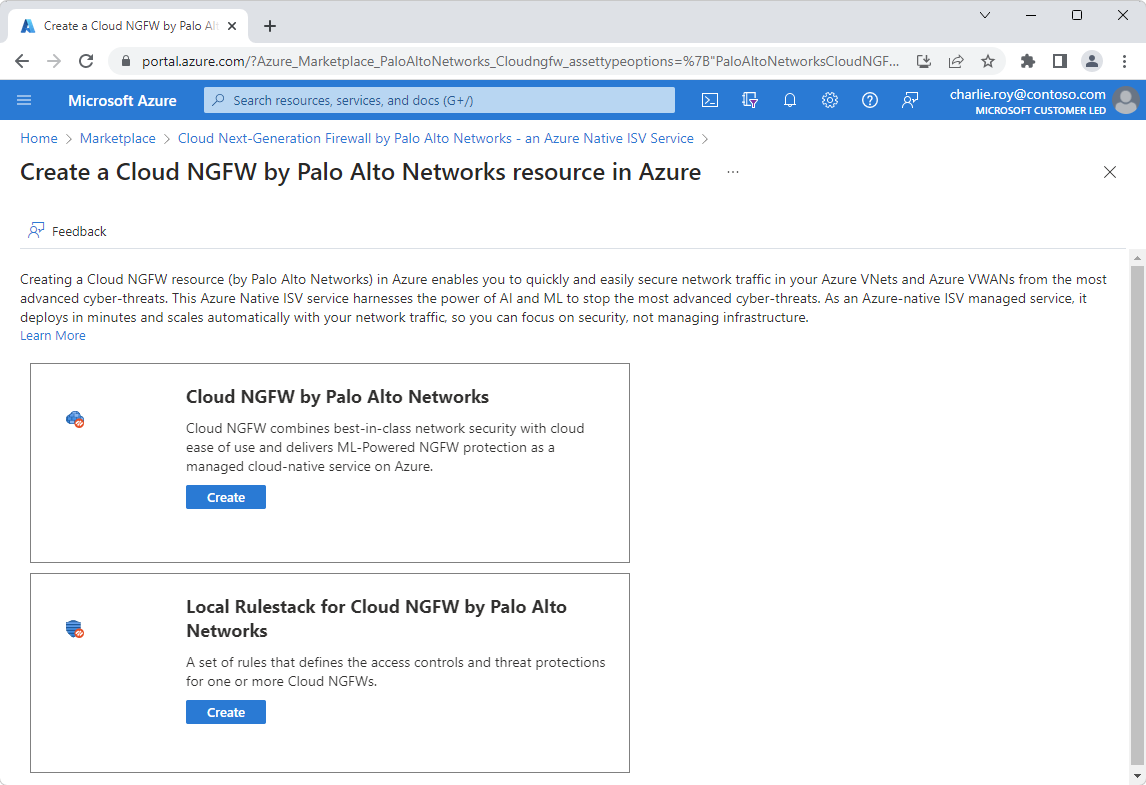 Create a Cloud NGFW by Palo Alt
portal.azure.com/?Azure_Marketplace_PaloAltoNetworks_Cloudngfw_assettypeoptions=%7B"PaloAltoNetworksCloudNGF...
Microsoft Azure
Search resources, services, and docs (G+/)
charlie.roy@contoso.com
MICROSOFT CUSTOMER LED
Home > Marketplace > Cloud Next-Generation Firewall by Palo Alto Networks - an Azure Native ISV Service >
Create a Cloud NGFW by Palo Alto Networks resource in Azure ...
Feedback
Creating a Cloud NGFW resource (by Palo Alto Networks) in Azure enables you to quickly and easily secure network traffic in your Azure VNets and Azure VWANs from the most
advanced cyber-threats. This Azure Native ISV service harnesses the power of AI and ML to stop the most advanced cyber-threats. As an Azure-native ISV managed service, it
deploys in minutes and scales automatically with your network traffic, so you can focus on security, not managing infrastructure.
Learn More
Cloud NGFW by Palo Alto Networks
Cloud NGFW combines best-in-class network security with cloud
ease of use and delivers ML-Powered NGFW protection as a
managed cloud-native service on Azure.
Create
Local Rulestack for Cloud NGFW by Palo Alto
Networks
A set of rules that defines the access controls and threat protections
for one or more Cloud NGFWs.
Create